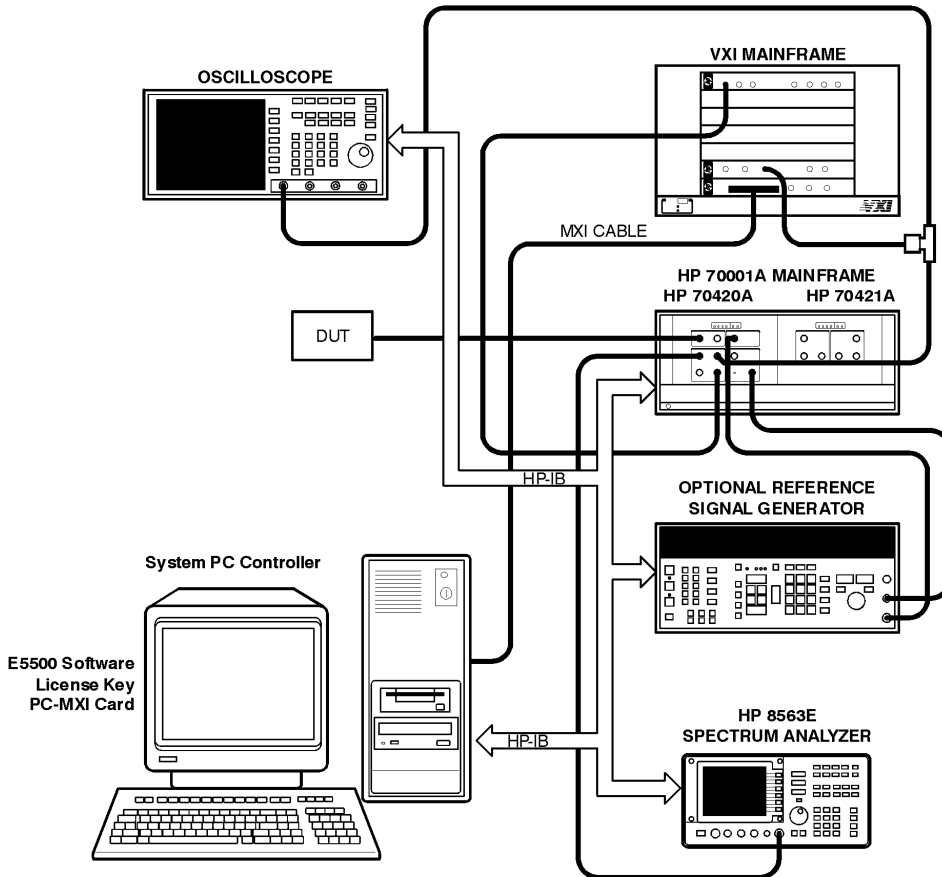 OSCILLOSCOPE
VXI MAINFRAME
VXI
MXI CABLE
HP 70001A MAINFRAME
HP 70420A
HP 70421A
DUT
HP-IB
OPTIONAL REFERENCE
SIGNAL GENERATOR
System PC Controller
E5500 Software
License Key
PC-MXI Card
HP-IB
HP 8563E
SPECTRUM ANALYZER